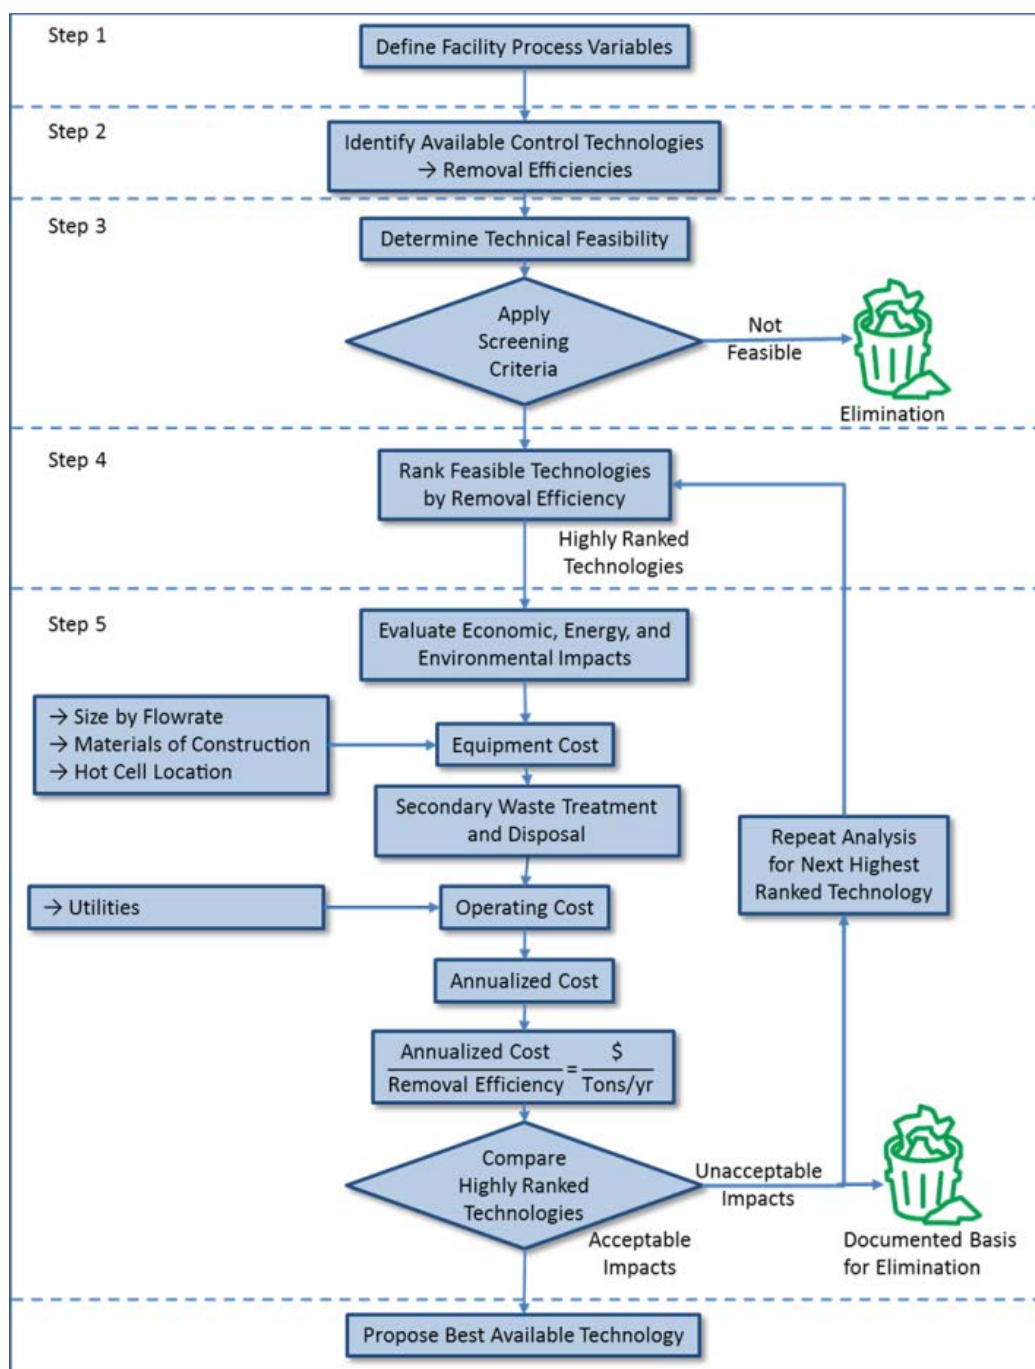 Step 1
Define Facility Process Variables
Step 2
Identify Available Control Technologies
→ Removal Efficiencies
Step 3
Determine Technical Feasibility
Apply
Screening
Criteria
Not
Feasible
Elimination
Step 4
Rank Feasible Technologies
by Removal Efficiency
Highly Ranked
Technologies
Step 5
Evaluate Economic, Energy, and
Environmental Impacts
→ Size by Flowrate
→ Materials of Construction
→ Hot Cell Location
Equipment Cost
Secondary Waste Treatment
and Disposal
Repeat Analysis
for Next Highest
Ranked Technology
→ Utilities
Operating Cost
Annualized Cost
Annualized Cost
Removal Efficiency
=
$
Tons/yr
Compare
Highly Ranked
Technologies
Unacceptable
Impacts
Acceptable
Impacts
Documented Basis
for Elimination
Propose Best Available Technology